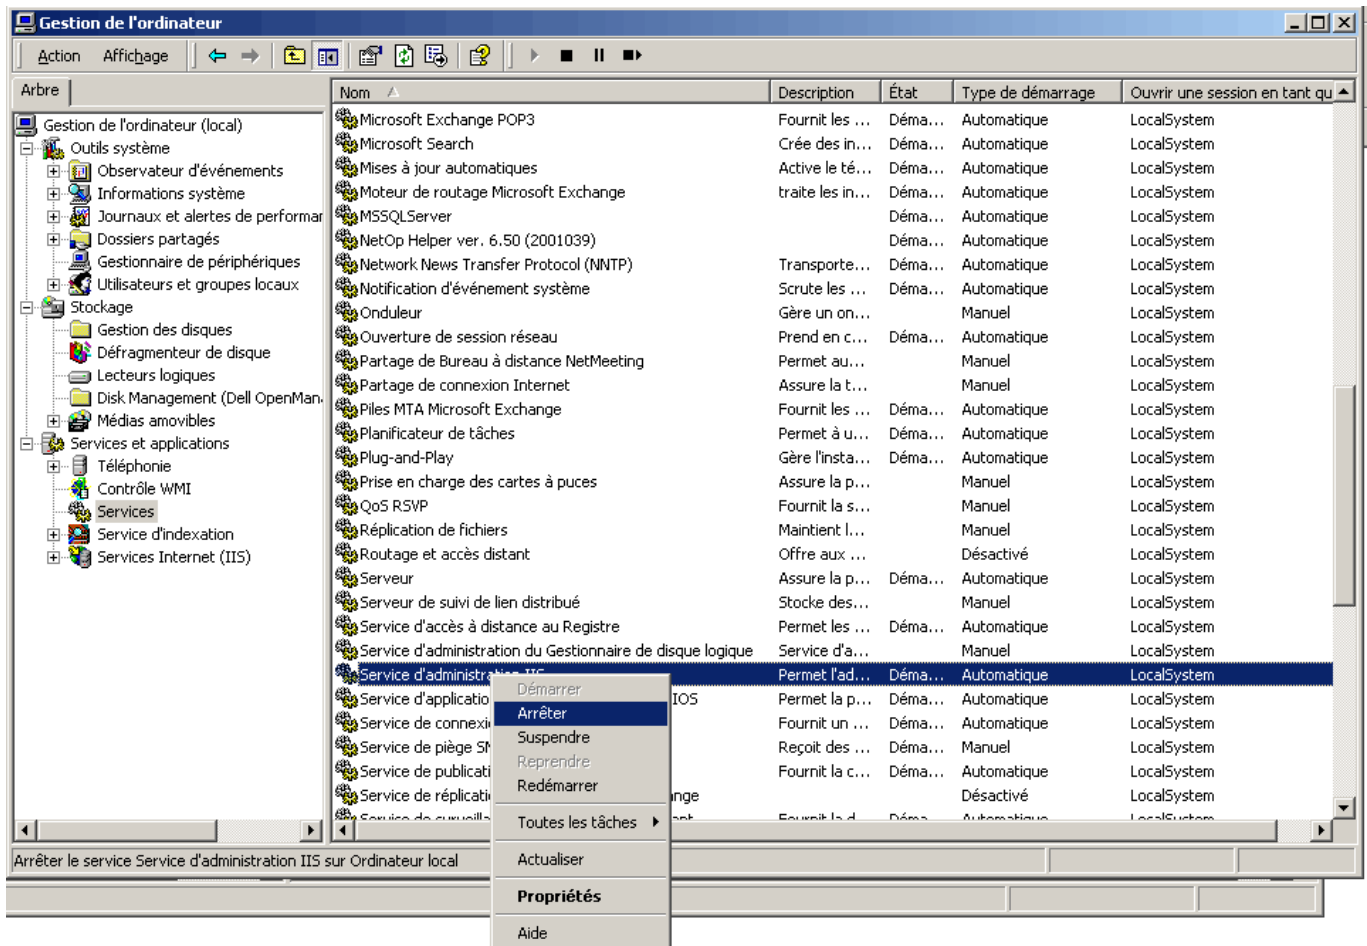 Gestion de l'ordinateur
Action Affichage
Arbre
Gestion de l'ordinateur (local)
Outils système
Observateur d'événements
Informations système
Journaux et alertes de performar
Dossiers partagés
Gestionnaire de périphériques
Utilisateurs et groupes locaux
Stockage
Gestion des disques
Défragmenteur de disque
Lecteurs logiques
Disk Management (Dell OpenMan
Médias amovibles
Services et applications
Téléphonie
Contrôle WMI
Services
Service d'indexation
Services Internet (IIS)
Nom Description État Type de démarrage Ouvrir une session en tant qu
Microsoft Exchange POP3 Fournit les ... Déma... Automatique LocalSystem
Microsoft Search Crée des in... Déma... Automatique LocalSystem
Mises à jour automatiques Active le té... Déma... Automatique LocalSystem
Moteur de routage Microsoft Exchange traite les in... Déma... Automatique LocalSystem
MSSQLServer Déma... Automatique LocalSystem
NetOp Helper ver. 6.50 (2001039) Déma... Automatique LocalSystem
Network News Transfer Protocol (NNTP) Transporte... Déma... Automatique LocalSystem
Notification d'événement système Scrute les ... Déma... Automatique LocalSystem
Onduleur Gère un on... Manuel LocalSystem
Ouverture de session réseau Prend en c... Déma... Automatique LocalSystem
Partage de Bureau à distance NetMeeting Permet au... Manuel LocalSystem
Partage de connexion Internet Assure la t... Manuel LocalSystem
Piles MTA Microsoft Exchange Fournit les ... Déma... Automatique LocalSystem
Planificateur de tâches Permet à u... Déma... Automatique LocalSystem
Plug-and-Play Gère l'insta... Déma... Automatique LocalSystem
Prise en charge des cartes à puces Assure la p... Manuel LocalSystem
QoS RSVP Fournit la s... Manuel LocalSystem
Réplication de fichiers Maintient l... Manuel LocalSystem
Routage et accès distant Offre aux ... Désactivé LocalSystem
Serveur Assure la p... Déma... Automatique LocalSystem
Serveur de suivi de lien distribué Stocke des... Manuel LocalSystem
Service d'accès à distance au Registre Permet les ... Déma... Automatique LocalSystem
Service d'administration du Gestionnaire de disque logique Service d'a... Manuel LocalSystem
Service d'administration IIS Permet l'ad... Déma... Automatique LocalSystem
Service d'applicatio IOS Permet la p... Déma... Automatique LocalSystem
Service de connexi Fournit un ... Déma... Automatique LocalSystem
Service de piège SN Reçoit des ... Déma... Manuel LocalSystem
Service de publicati Fournit la c... Déma... Automatique LocalSystem
Service de réplicati nge Désactivé LocalSystem
Service de surveilla Fournit la d Déma Automatique LocalSystem
Démarrer
Arrêter
Suspendre
Reprendre
Redémarrer
Toutes les tâches
Actualiser
Propriétés
Aide
Arrêter le service Service d'administration IIS sur Ordinateur local